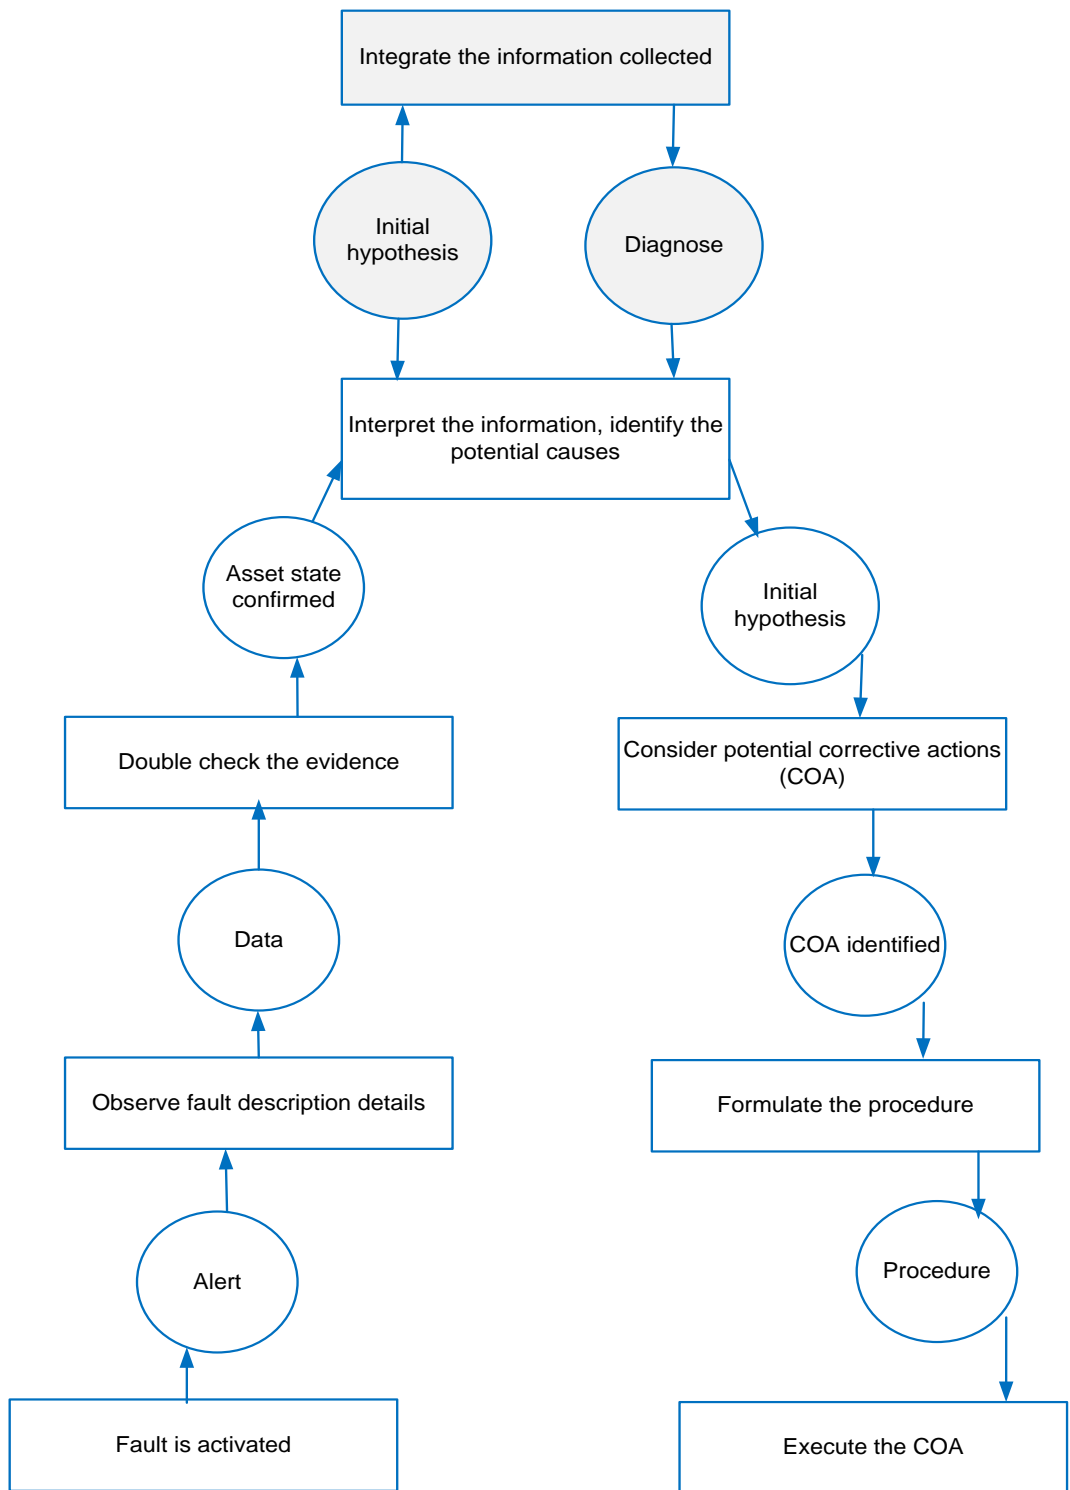 Integrate the information collected
Initial
hypothesis
Diagnose
Interpret the information, identify the
potential causes
Asset state
confirmed
Initial
hypothesis
Double check the evidence
Consider potential corrective actions
(COA)
Data
COA identified
Observe fault description details
Formulate the procedure
Alert
Procedure
Fault is activated
Execute the COA